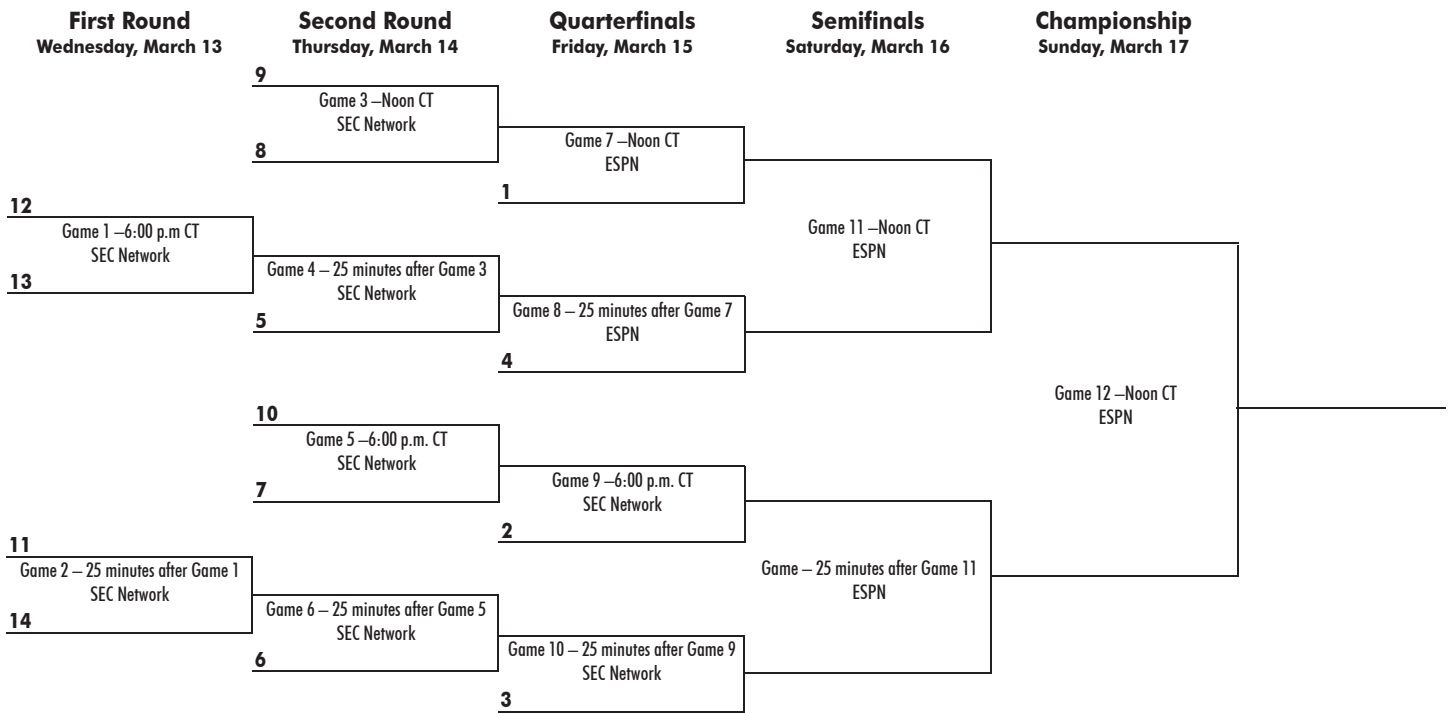 First Round
Wednesday, March 13
Second Round
Thursday, March 14
Quarterfinals
Friday, March 15
Semifinals
Saturday, March 16
Championship
Sunday, March 17
12
Game 1 –6:00 p.m CT
SEC Network
13
11
Game 2 – 25 minutes after Game 1
SEC Network
14
9
Game 3 –Noon CT
SEC Network
8
Game 4 – 25 minutes after Game 3
SEC Network
5
10
Game 5 –6:00 p.m. CT
SEC Network
7
Game 6 – 25 minutes after Game 5
SEC Network
6
Game 7 –Noon CT
ESPN
1
Game 8 – 25 minutes after Game 7
ESPN
4
Game 9 –6:00 p.m. CT
SEC Network
2
Game 10 – 25 minutes after Game 9
SEC Network
3
Game 11 –Noon CT
ESPN
Game – 25 minutes after Game 11
ESPN
Game 12 –Noon CT
ESPN